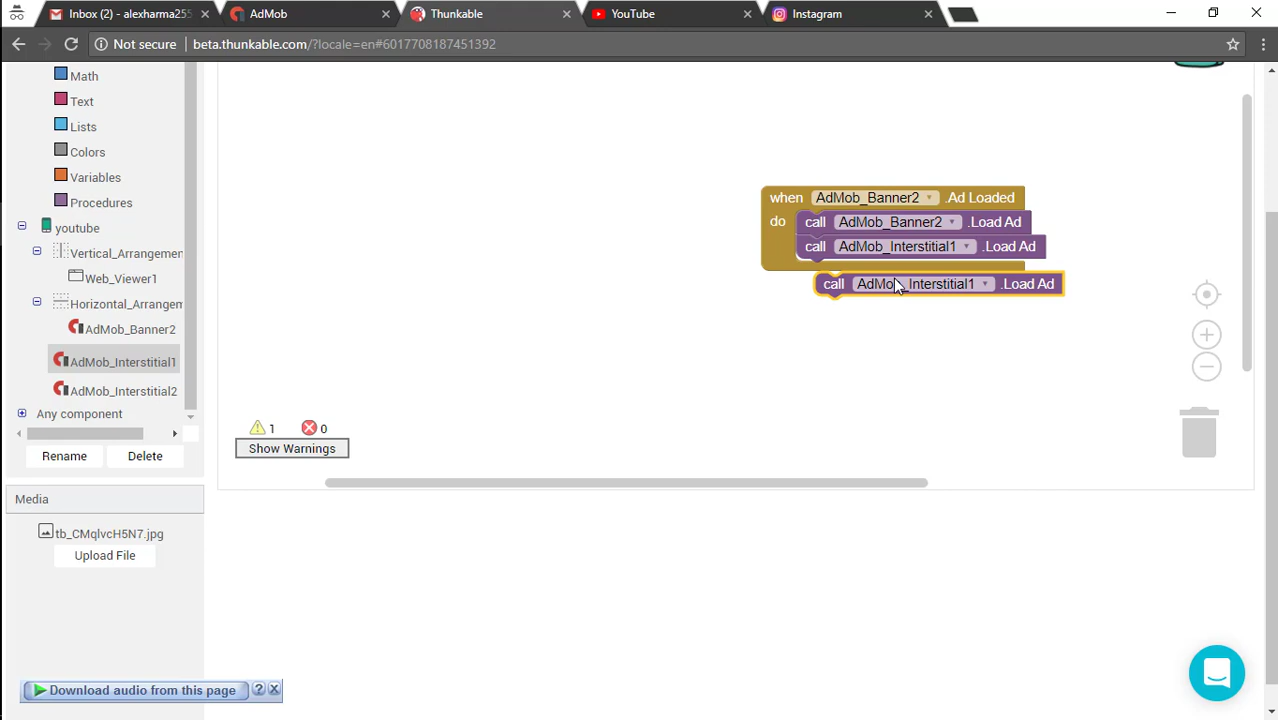 Inbox (2) - alexharma255
AdMob
Thunkable
YouTube
Instagram
Not secure
beta.thunkable.com/?locale=en#6017708187451392
Math
Text
Lists
Colors
Variables
Procedures
youtube
Vertical_Arrangemen
Web_Viewer1
Horizontal_Arrangem
AdMob_Banner2
AdMob_Interstitial1
AdMob_Interstitial2
Any component
Rename Delete
when AdMob_Banner2 .Ad Loaded
do call AdMob_Banner2 .Load Ad
call AdMob_Interstitial1 .Load Ad
call AdMob_Interstitial1 .Load Ad
1 0
Show Warnings
Media
tb_CMqlvcH5N7.jpg
Upload File
Download audio from this page ?